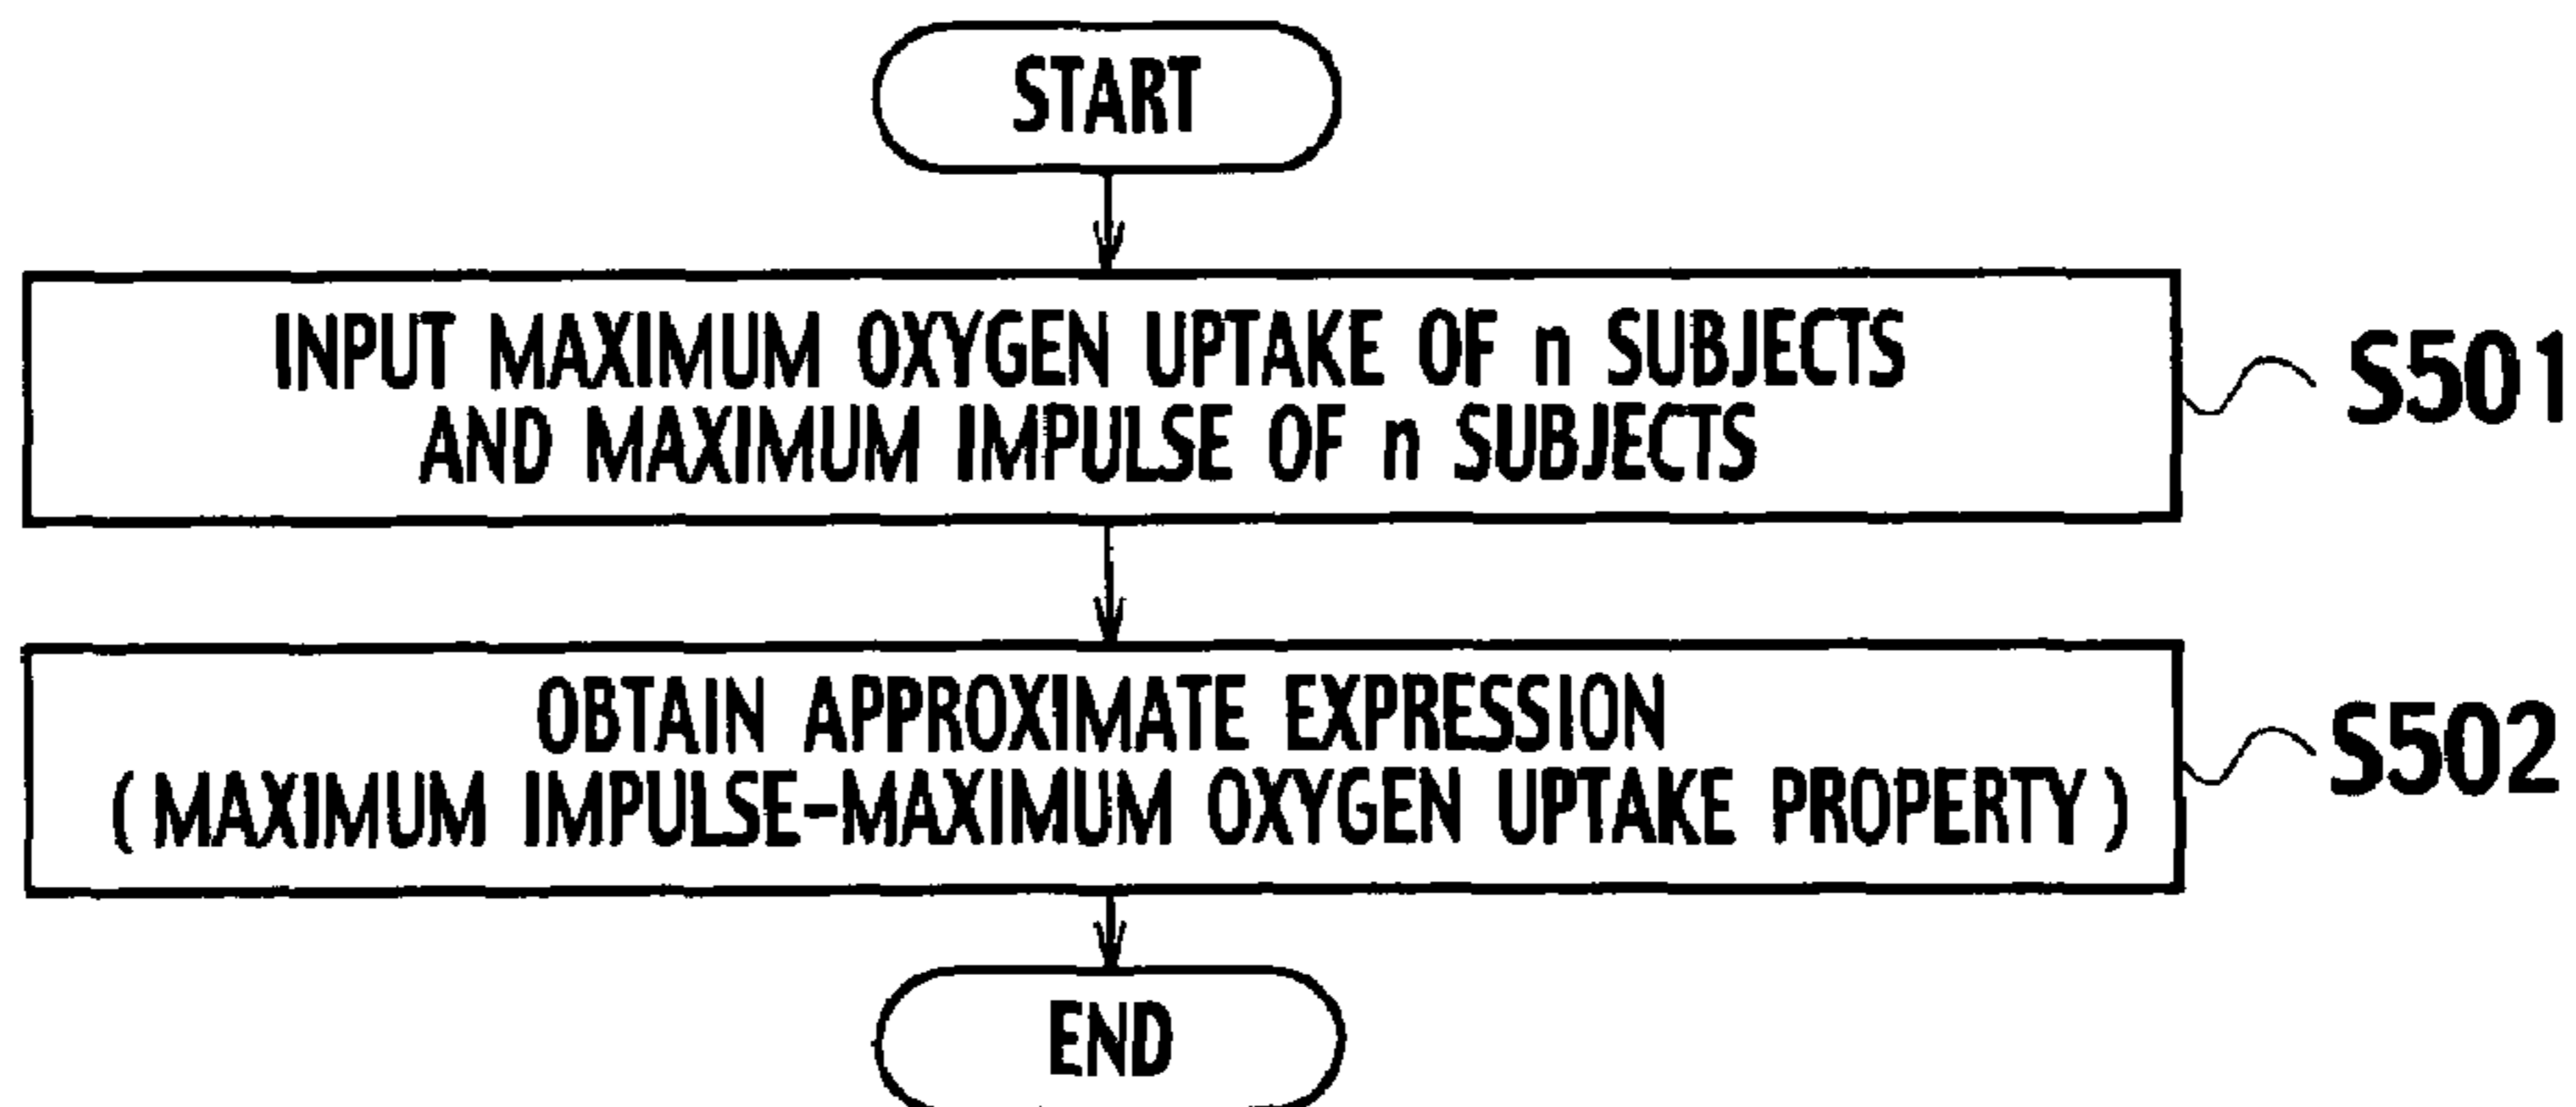 START
INPUT MAXIMUM OXYGEN UPTAKE OF n SUBJECTS
AND MAXIMUM IMPULSE OF n SUBJECTS
S501
OBTAIN APPROXIMATE EXPRESSION
(MAXIMUM IMPULSE-MAXIMUM OXYGEN UPTAKE PROPERTY)
S502
END